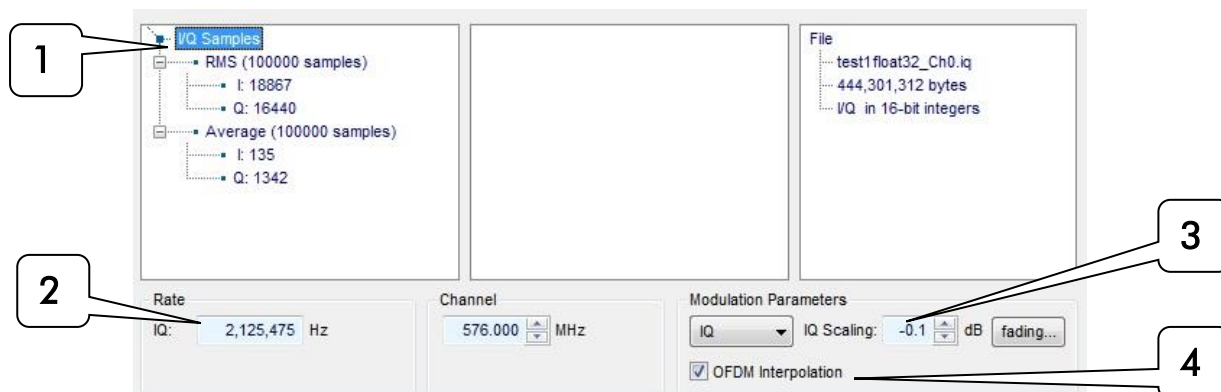 1
I/Q Samples
RMS (100000 samples)
I: 18867
Q: 16440
Average (100000 samples)
I: 135
Q: 1342
File
test1float32_Ch0.iq
444,301,312 bytes
I/Q in 16-bit integers
2
3
Rate
IQ: 2,125,475 Hz
Channel
576.000 MHz
Modulation Parameters
IQ IQ Scaling: -0.1 dB fading...
OFDM Interpolation
4